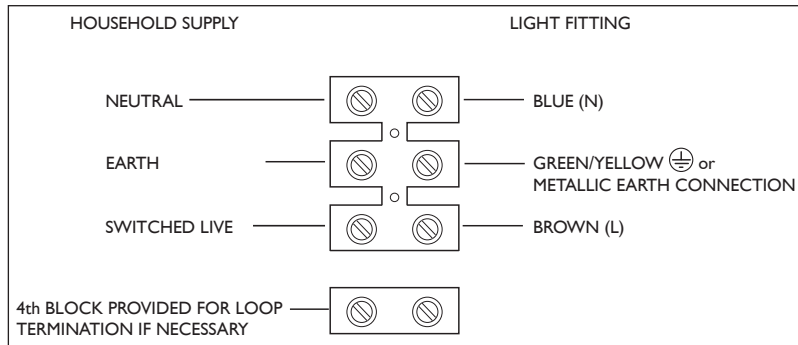 HOUSEHOLD SUPPLY
LIGHT FITTING
NEUTRAL
BLUE (N)
EARTH
GREEN/YELLOW or
METALLIC EARTH CONNECTION
SWITCHED LIVE
BROWN (L)
4th BLOCK PROVIDED FOR LOOP
TERMINATION IF NECESSARY